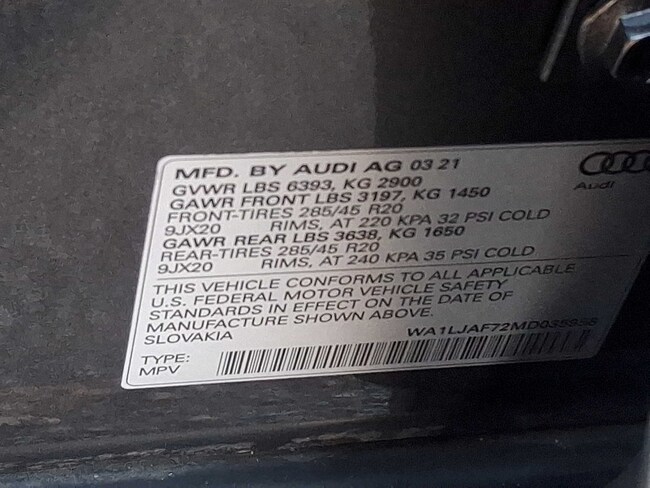 MFD. BY AUDI AG 03 21
GVWR LBS 6393, KG 2900
GAWR FRONT LBS 3197, KG 1450
FRONT-TIRES 285/45 R20
9JX20 RIMS, AT 220 KPA 32 PSI COLD
GAWR REAR LBS 3638, KG 1650
REAR-TIRES 285/45 R20
9JX20 RIMS, AT 240 KPA 35 PSI COLD
Audi
THIS VEHICLE CONFORMS TO ALL APPLICABLE
U.S. FEDERAL MOTOR VEHICLE SAFETY
STANDARDS IN EFFECT ON THE DATE OF
MANUFACTURE SHOWN ABOVE.
SLOVAKIA
TYPE:
MPV